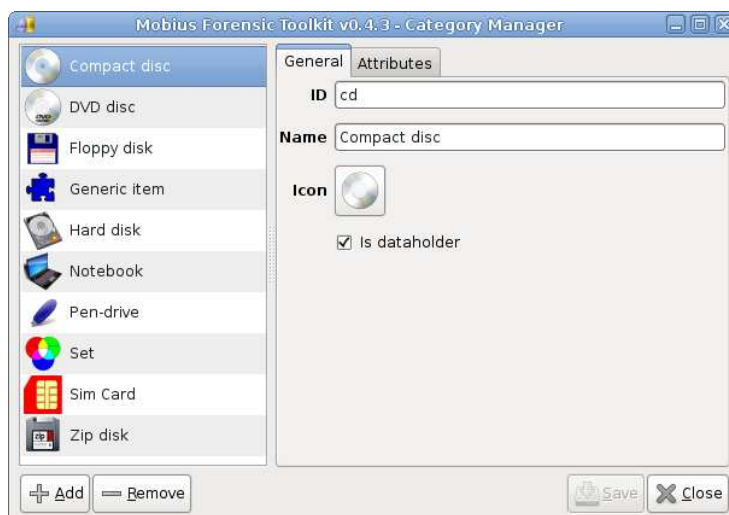 Mobius Forensic Toolkit v0.4.3 - Category Manager
Compact disc
DVD disc
Floppy disk
Generic item
Hard disk
Notebook
Pen-drive
Set
Sim Card
Zip disk
General Attributes
ID cd
Name Compact disc
Icon
Is dataholder
Add Remove Save Close